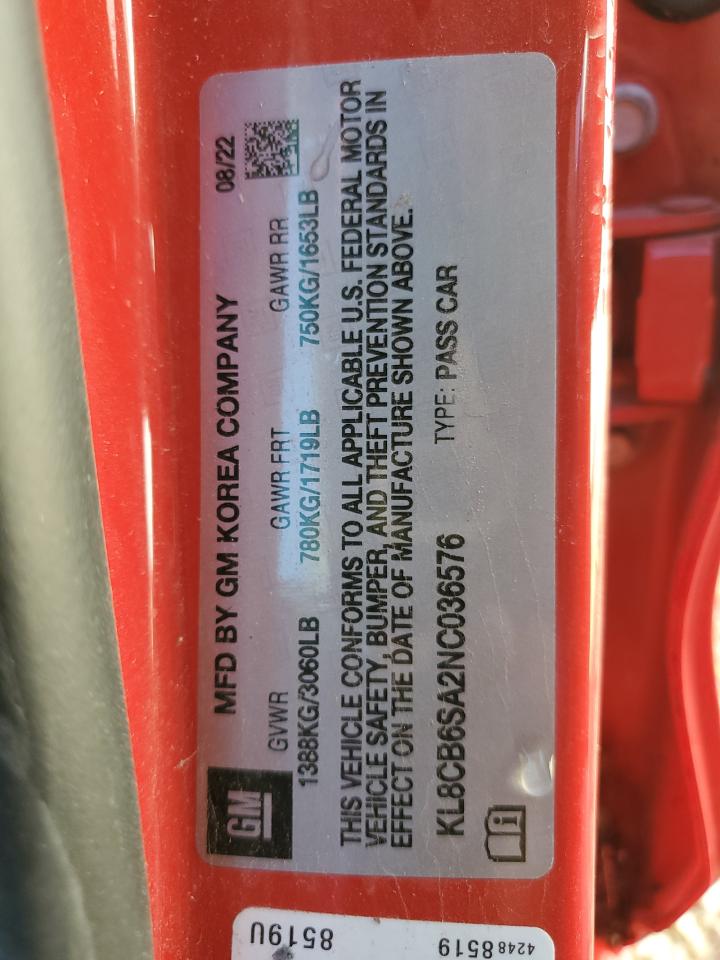 GM
MFD BY GM KOREA COMPANY 08/22
GVWR GAWR FRT GAWR RR
1388KG/3060LB 780KG/1719LB 750KG/1653LB
THIS VEHICLE CONFORMS TO ALL APPLICABLE U.S. FEDERAL MOTOR
VEHICLE SAFETY, BUMPER, AND THEFT PREVENTION STANDARDS IN
EFFECT ON THE DATE OF MANUFACTURE SHOWN ABOVE.
KL8CB6SA2NC036576 TYPE: PASS CAR
i
42488519
8519U